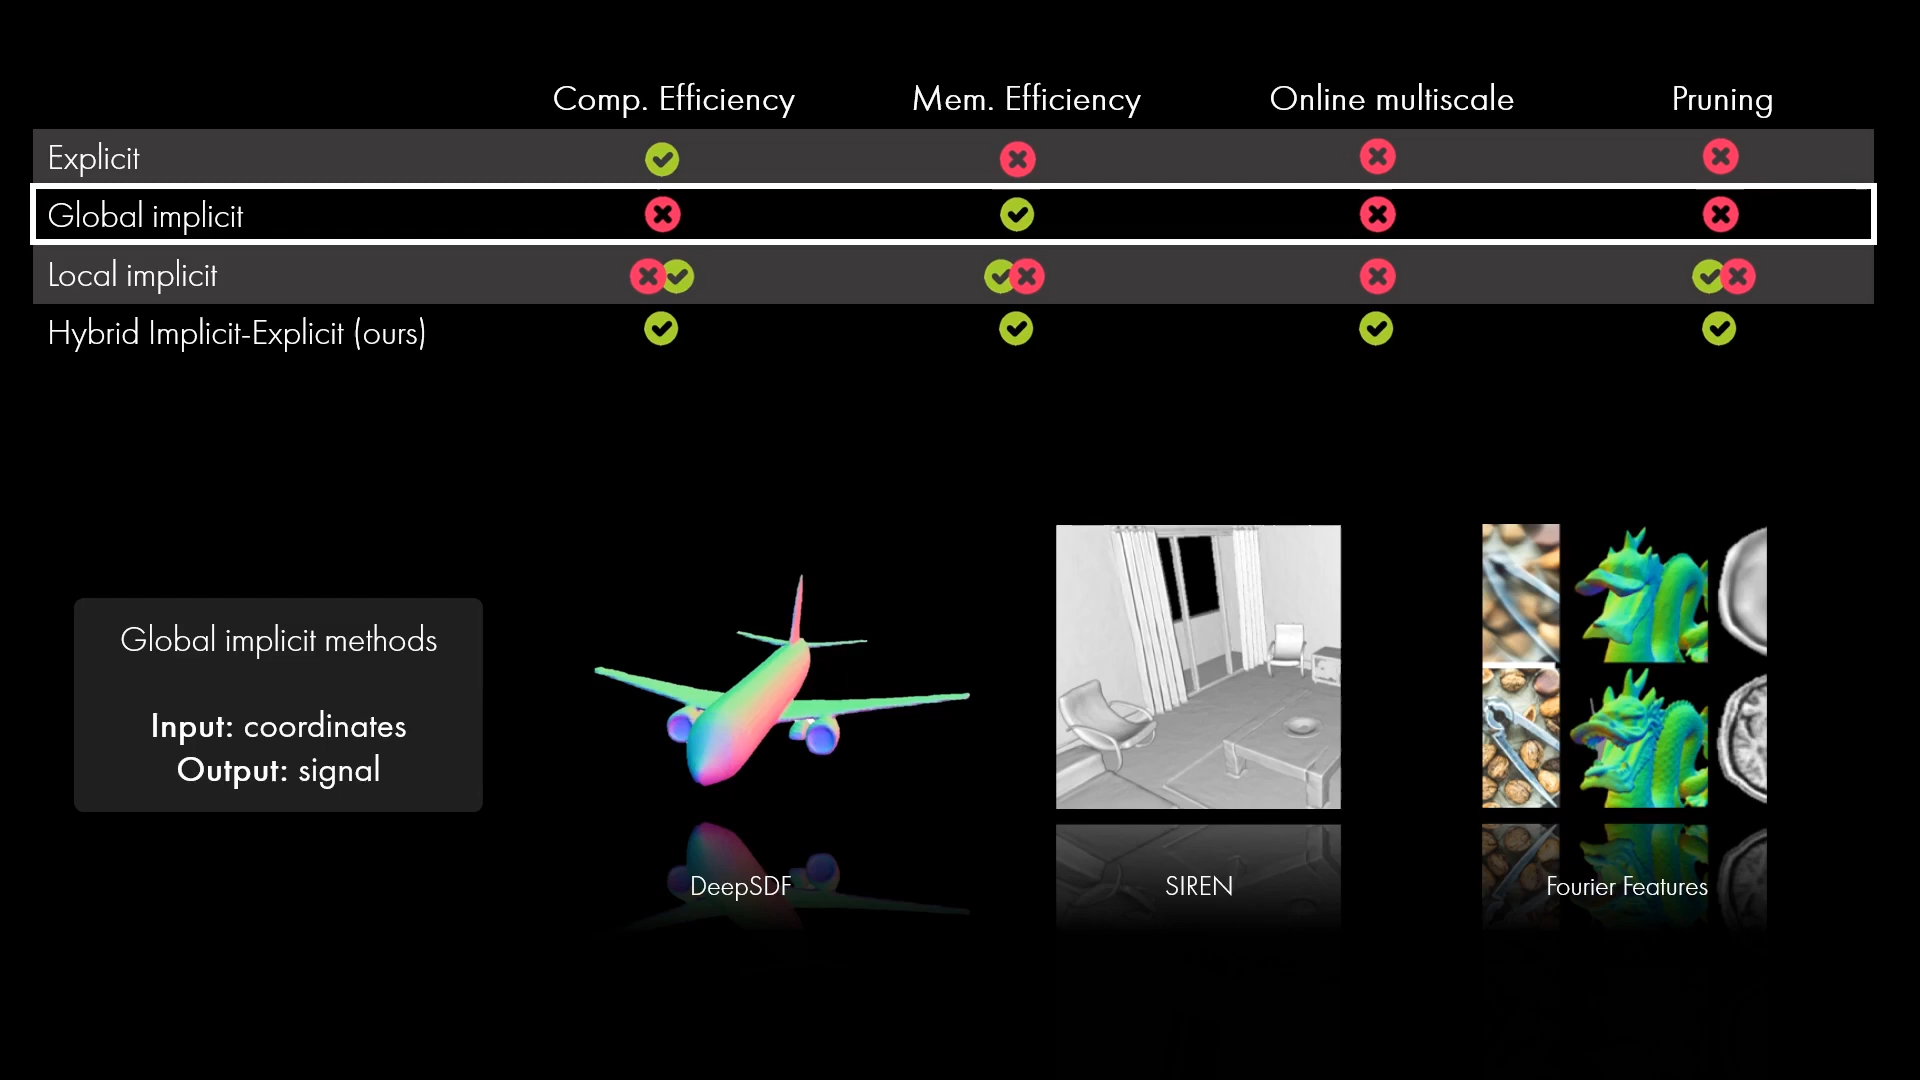 Comp. Efficiency Mem. Efficiency Online multiscale Pruning
Explicit
Global implicit
Local implicit
Hybrid Implicit-Explicit (ours)
Global implicit methods
Input: coordinates
Output: signal
DeepSDF
SIREN
Fourier Features